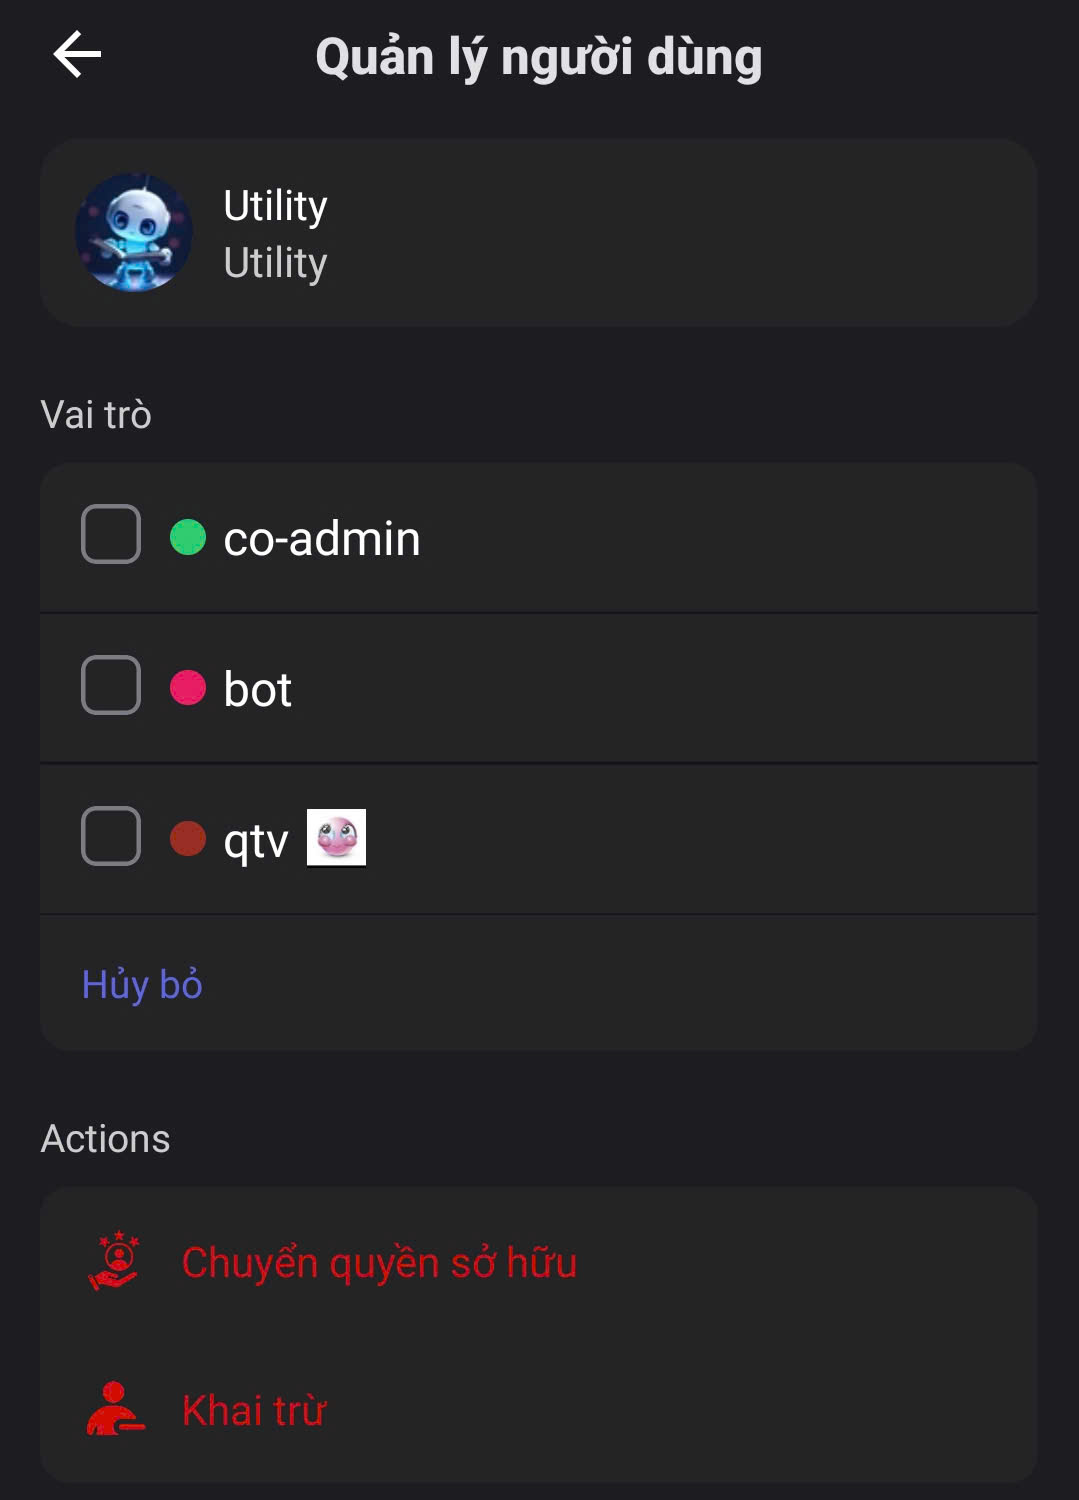 Quản lý người dùng
Utility
Utility
Vai trò
co-admin
bot
qtv
Hủy bỏ
Actions
Chuyển quyền sở hữu
Khai trừ